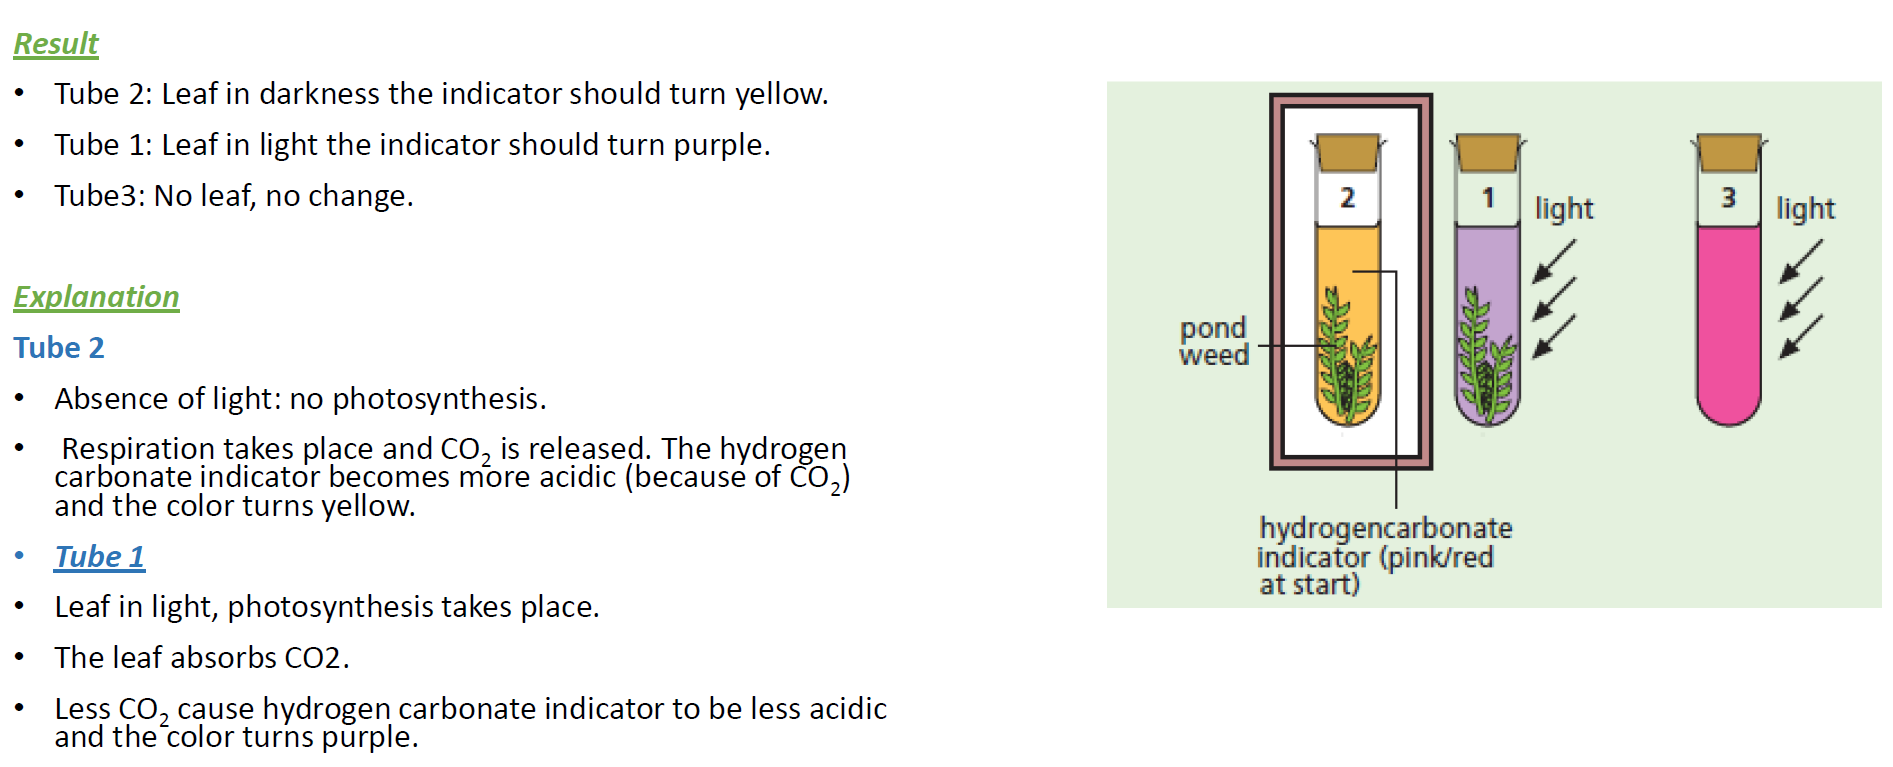 Result
• Tube 2: Leaf in darkness the indicator should turn yellow.
• Tube 1: Leaf in light the indicator should turn purple.
• Tube3: No leaf, no change.
Explanation
Tube 2
• Absence of light: no photosynthesis.
• Respiration takes place and CO₂ is released. The hydrogen
carbonate indicator becomes more acidic (because of CO₂)
and the color turns yellow.
• Tube 1
• Leaf in light, photosynthesis takes place.
• The leaf absorbs CO2.
• Less CO₂ cause hydrogen carbonate indicator to be less acidic
and the color turns purple.
2
1
light
3
light
pond
weed
hydrogencarbonate
indicator (pink/red
at start)